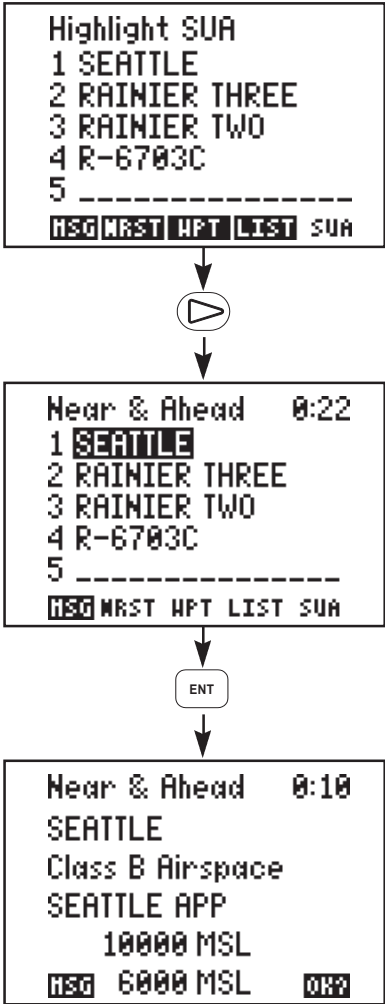 Highlight SUA
1 SEATTLE
2 RAINIER THREE
3 RAINIER TWO
4 R-6703C
5 _______________
MSG NRST WPT LIST SUA
Near & Ahead 0:22
1 SEATTLE
2 RAINIER THREE
3 RAINIER TWO
4 R-6703C
5 _______________
MSG NRST WPT LIST SUA
ENT
Near & Ahead 0:10
SEATTLE
Class B Airspace
SEATTLE APP
10000 MSL
MSG 6000 MSL OK?